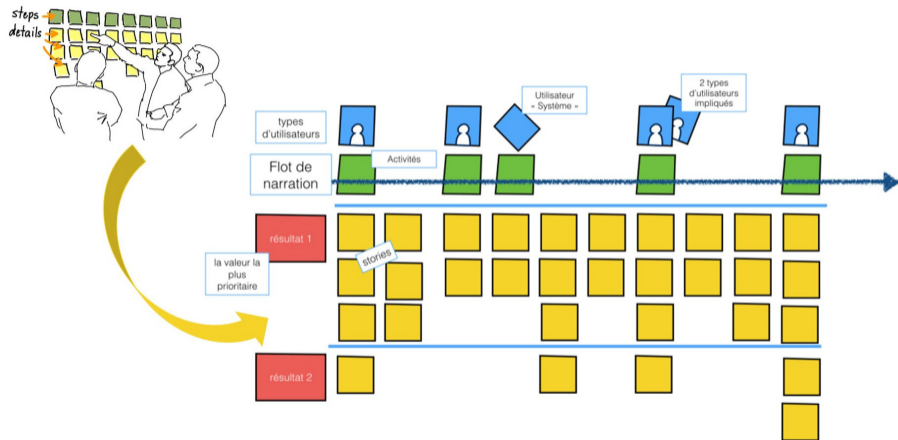 steps
details
types
d'utilisateurs
Utilisateur
« Système »
2 types
d'utilisateurs
impliqués
Flot de
narration
Activités
résultat 1
stories
la valeur la
plus
prioritaire
résultat 2